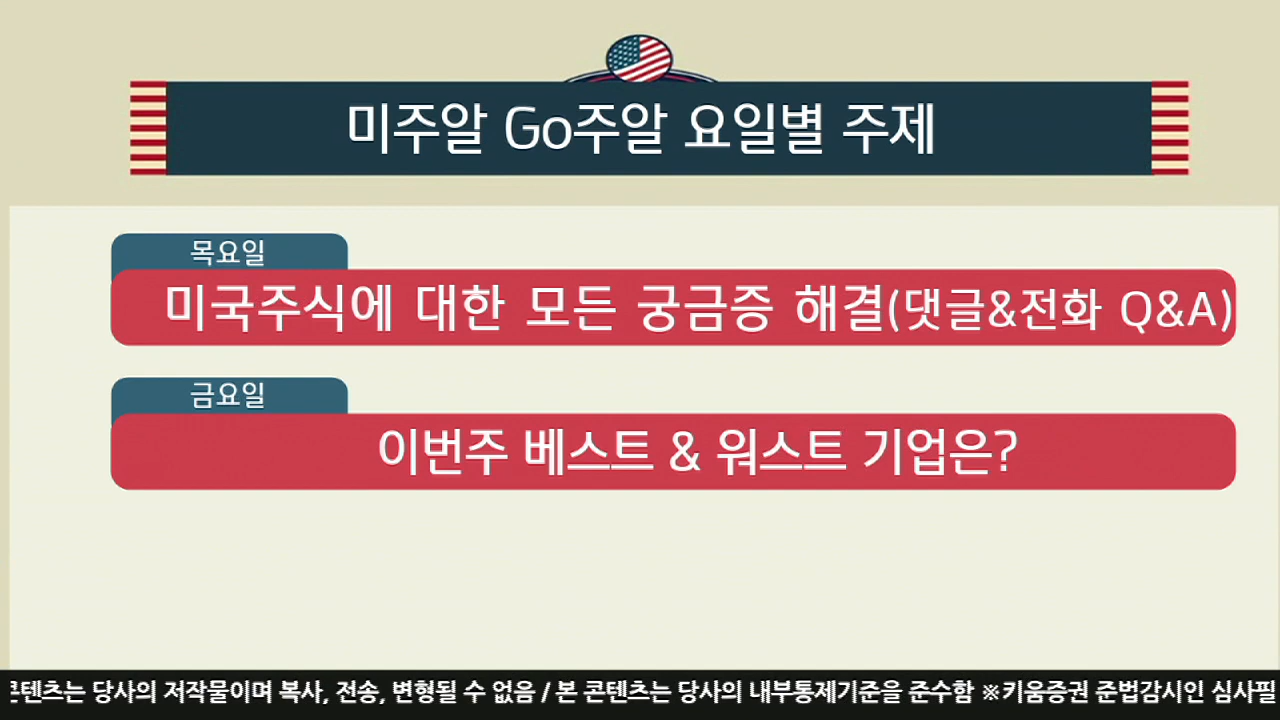 미주알 Go주알 요일별 주제
목요일
미국주식에 대한 모든 궁금증 해결(댓글&전화 Q&A)
금요일
이번주 베스트 & 워스트 기업은?
콘텐츠는 당사의 저작물이며 복사, 전송, 변형될 수 없음 / 본 콘텐츠는 당사의 내부통제기준을 준수함 ※키움증권 준법감시인 심사필